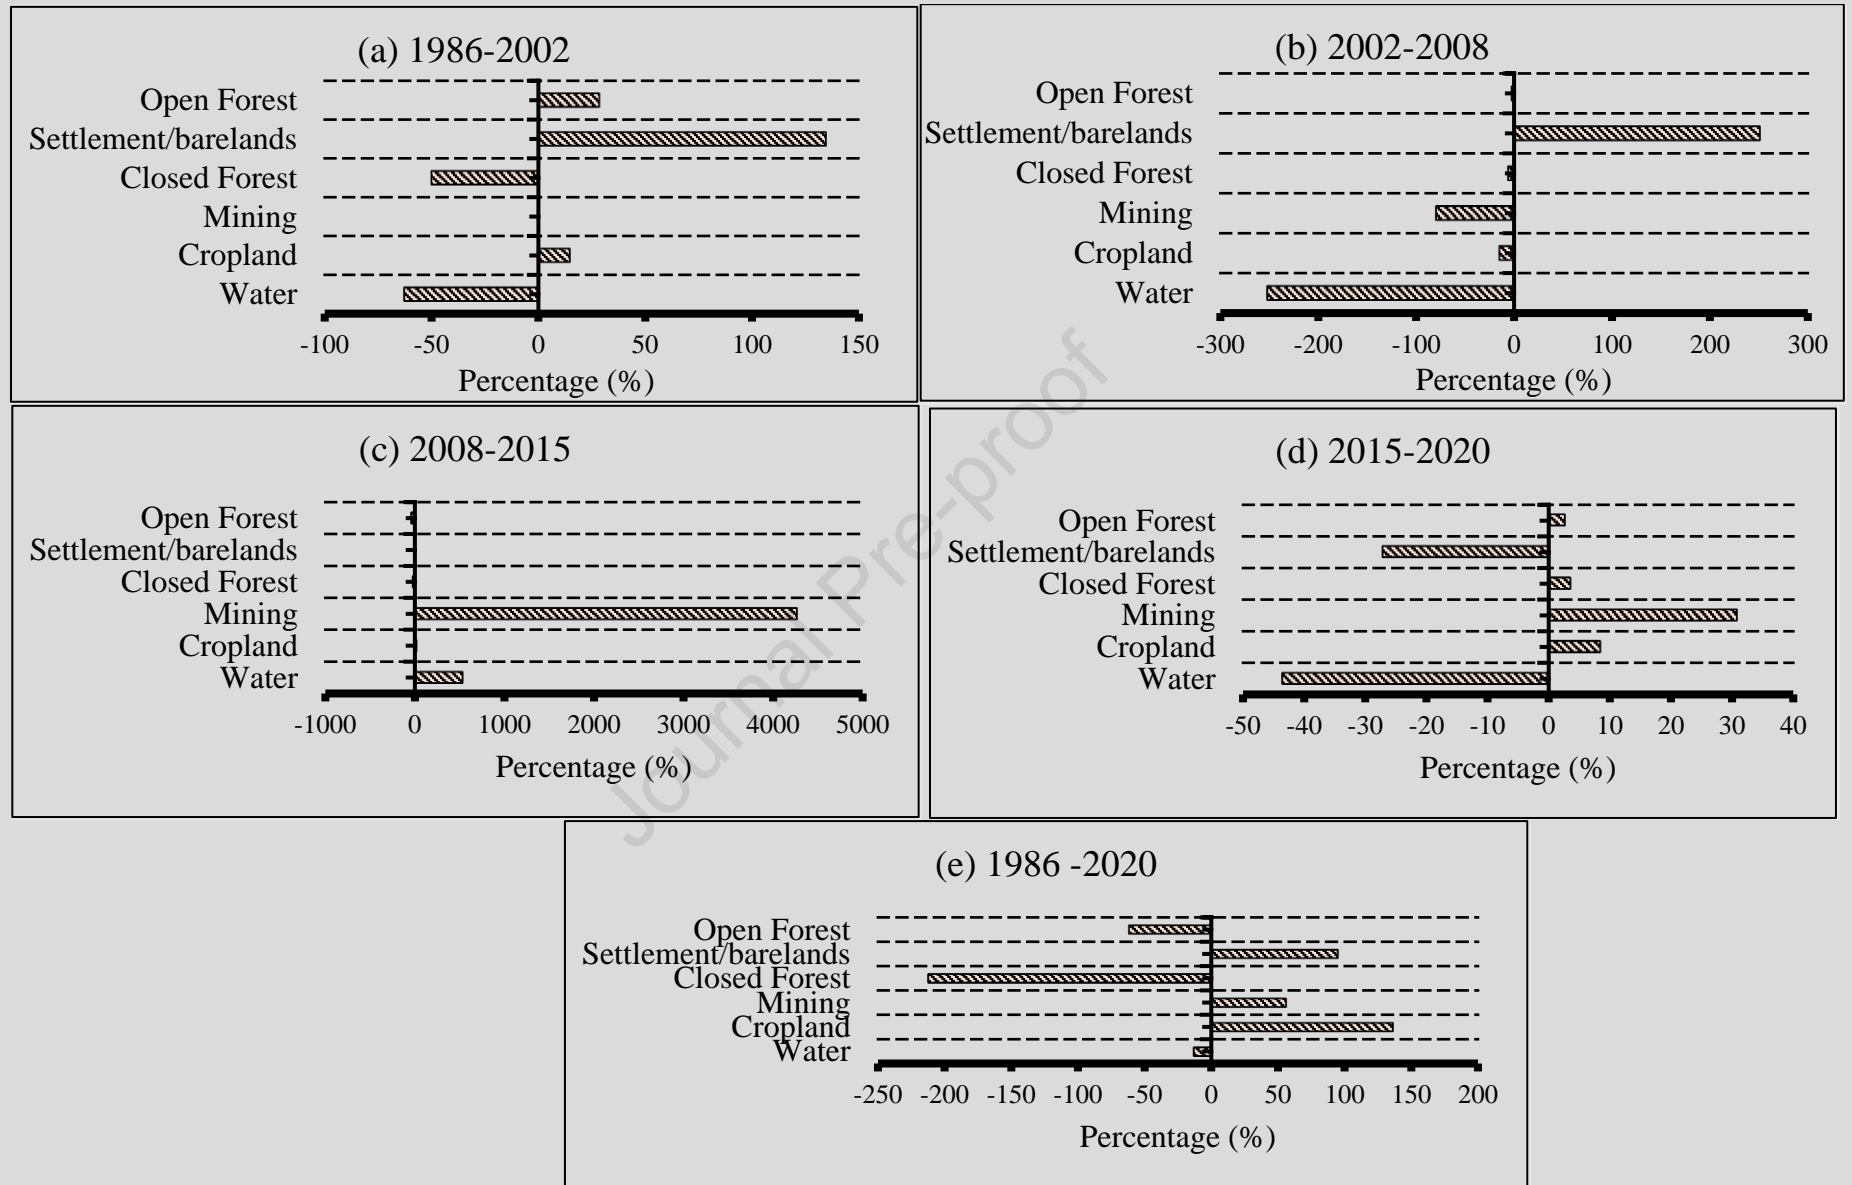 (a) 1986-2002
Open Forest
Settlement/barelands
Closed Forest
Mining
Cropland
Water
-100 -50 0 50 100 150
Percentage (%)
(b) 2002-2008
Open Forest
Settlement/barelands
Closed Forest
Mining
Cropland
Water
-300 -200 -100 0 100 200 300
Percentage (%)
(c) 2008-2015
Open Forest
Settlement/barelands
Closed Forest
Mining
Cropland
Water
-1000 0 1000 2000 3000 4000 5000
Percentage (%)
(d) 2015-2020
Open Forest
Settlement/barelands
Closed Forest
Mining
Cropland
Water
-50 -40 -30 -20 -10 0 10 20 30 40
Percentage (%)
(e) 1986 -2020
Open Forest
Settlement/barelands
Closed Forest
Mining
Cropland
Water
-250 -200 -150 -100 -50 0 50 100 150 200
Percentage (%)
Journal Pre-proof